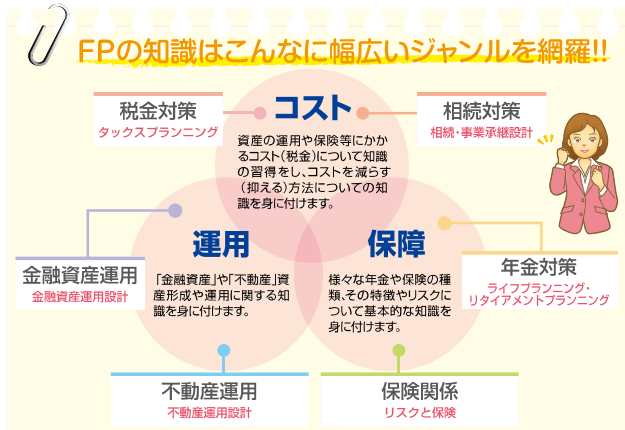 FPの知識はこんなに幅広いジャンルを網羅!!
税金対策
タックスプランニング
コスト
相続対策
相続・事業承継設計
資産の運用や保険等にかか
るコスト(税金)について知識
の習得をし、コストを減らす
(抑える)方法についての知
識を身に付けます。
運用
保障
金融資産運用
金融資産運用設計
「金融資産」や「不動産」資
産形成や運用に関する知
識を身に付けます。
様々な年金や保険の種
類、その特徴やリスクに
ついて基本的な知識を
身に付けます。
年金対策
ライフプランニング・
リタイアメントプランニング
不動産運用
不動産運用設計
保険関係
リスクと保険